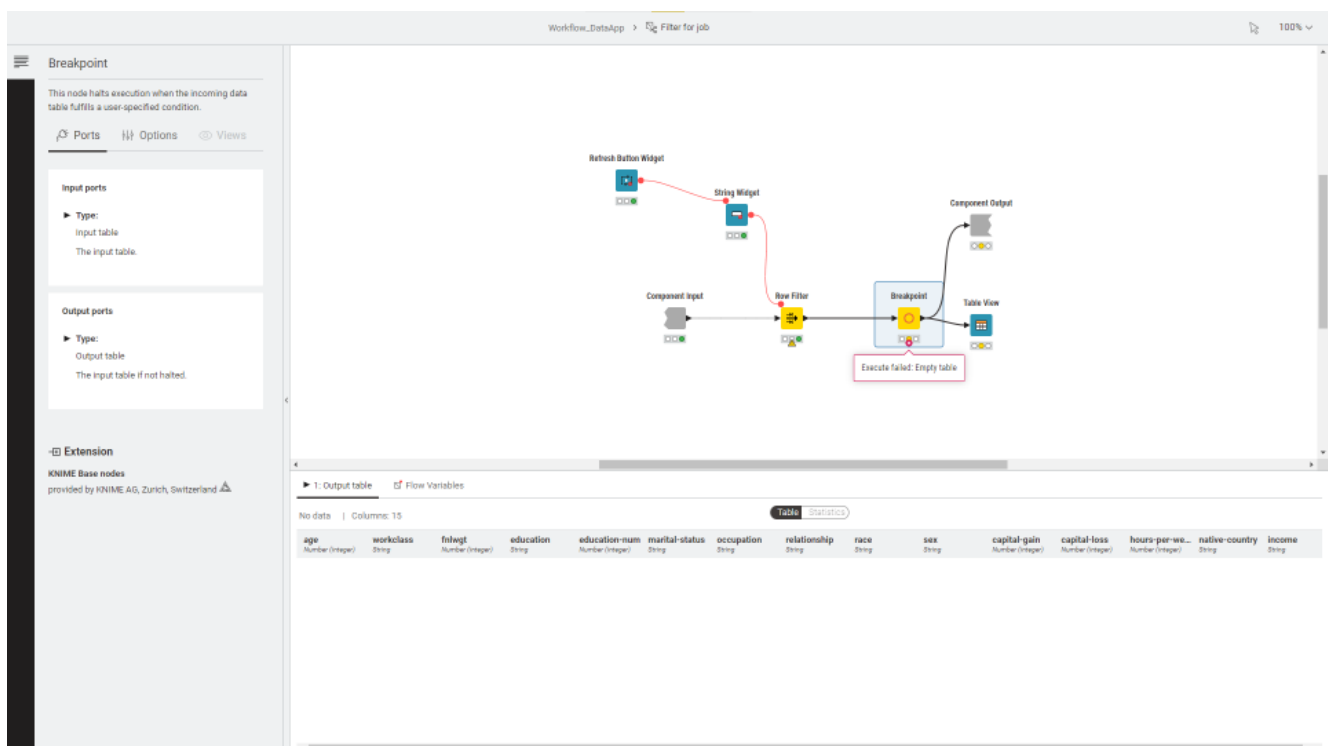 Workflow_DataApp > Filter for job
100%
Breakpoint
This node halts execution when the incoming data
table fulfills a user-specified condition.
Ports Options Views
Input ports
Type:
Input table
The input table.
Output ports
Type:
Output table
The input table if not halted.
Extension
KNIME Base nodes
provided by KNIME AG, Zurich, Switzerland
Refresh Button Widget
String Widget
Component Output
Component Input
Row Filter
Breakpoint
Table View
Execute failed: Empty table
1: Output table Flow Variables
No data | Columns: 15
Table Statistics
age workclass fnlwgt education education-num marital-status occupation relationship race sex capital-gain capital-loss hours-per-we... native-country income
Number (integer) String Number (integer) String Number (integer) String String String String String Number (integer) Number (integer) Number (integer) String String